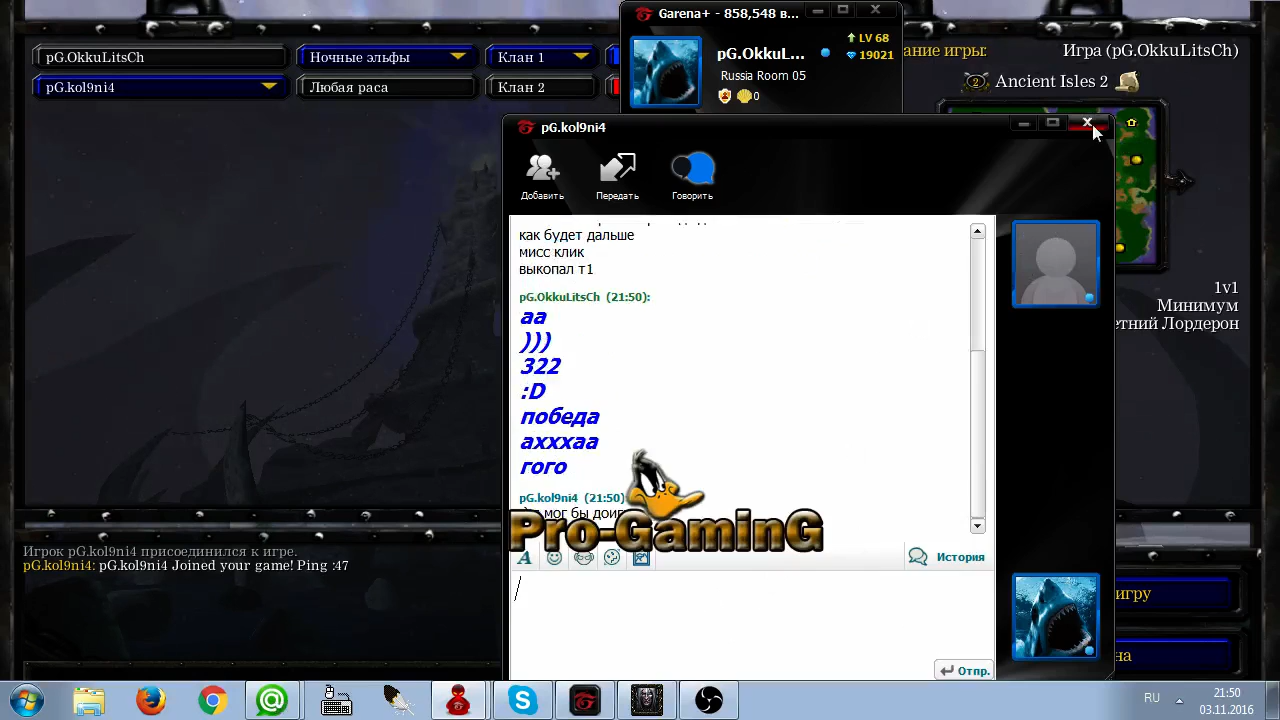 Garena+ - 858,548 в...
pG.OkkuL...
LV 68
19021
Russia Room 05
0
pG.OkkuLitsCh
Ночные эльфы
Клан 1
pG.kol9ni4
Любая раса
Клан 2
ание игры:
Игра (pG.OkkuLitsCh)
2
Ancient Isles 2
1v1
Минимум
етний Лордерон
pG.kol9ni4
Добавить
Передать
Говорить
как будет дальше
мисс клик
выкопал т1
pG.OkkuLitsCh (21:50):
аа
)))
322
:D
победа
ахххаа
гого
pG.kol9ni4 (21:50)
мог бы
Pro-GaminG
A
История
/
Отпр.
Игрок pG.kol9ni4 присоединился к игре.
pG.kol9ni4: pG.kol9ni4 Joined your game! Ping :47
игру
на
RU
21:50
03.11.2016